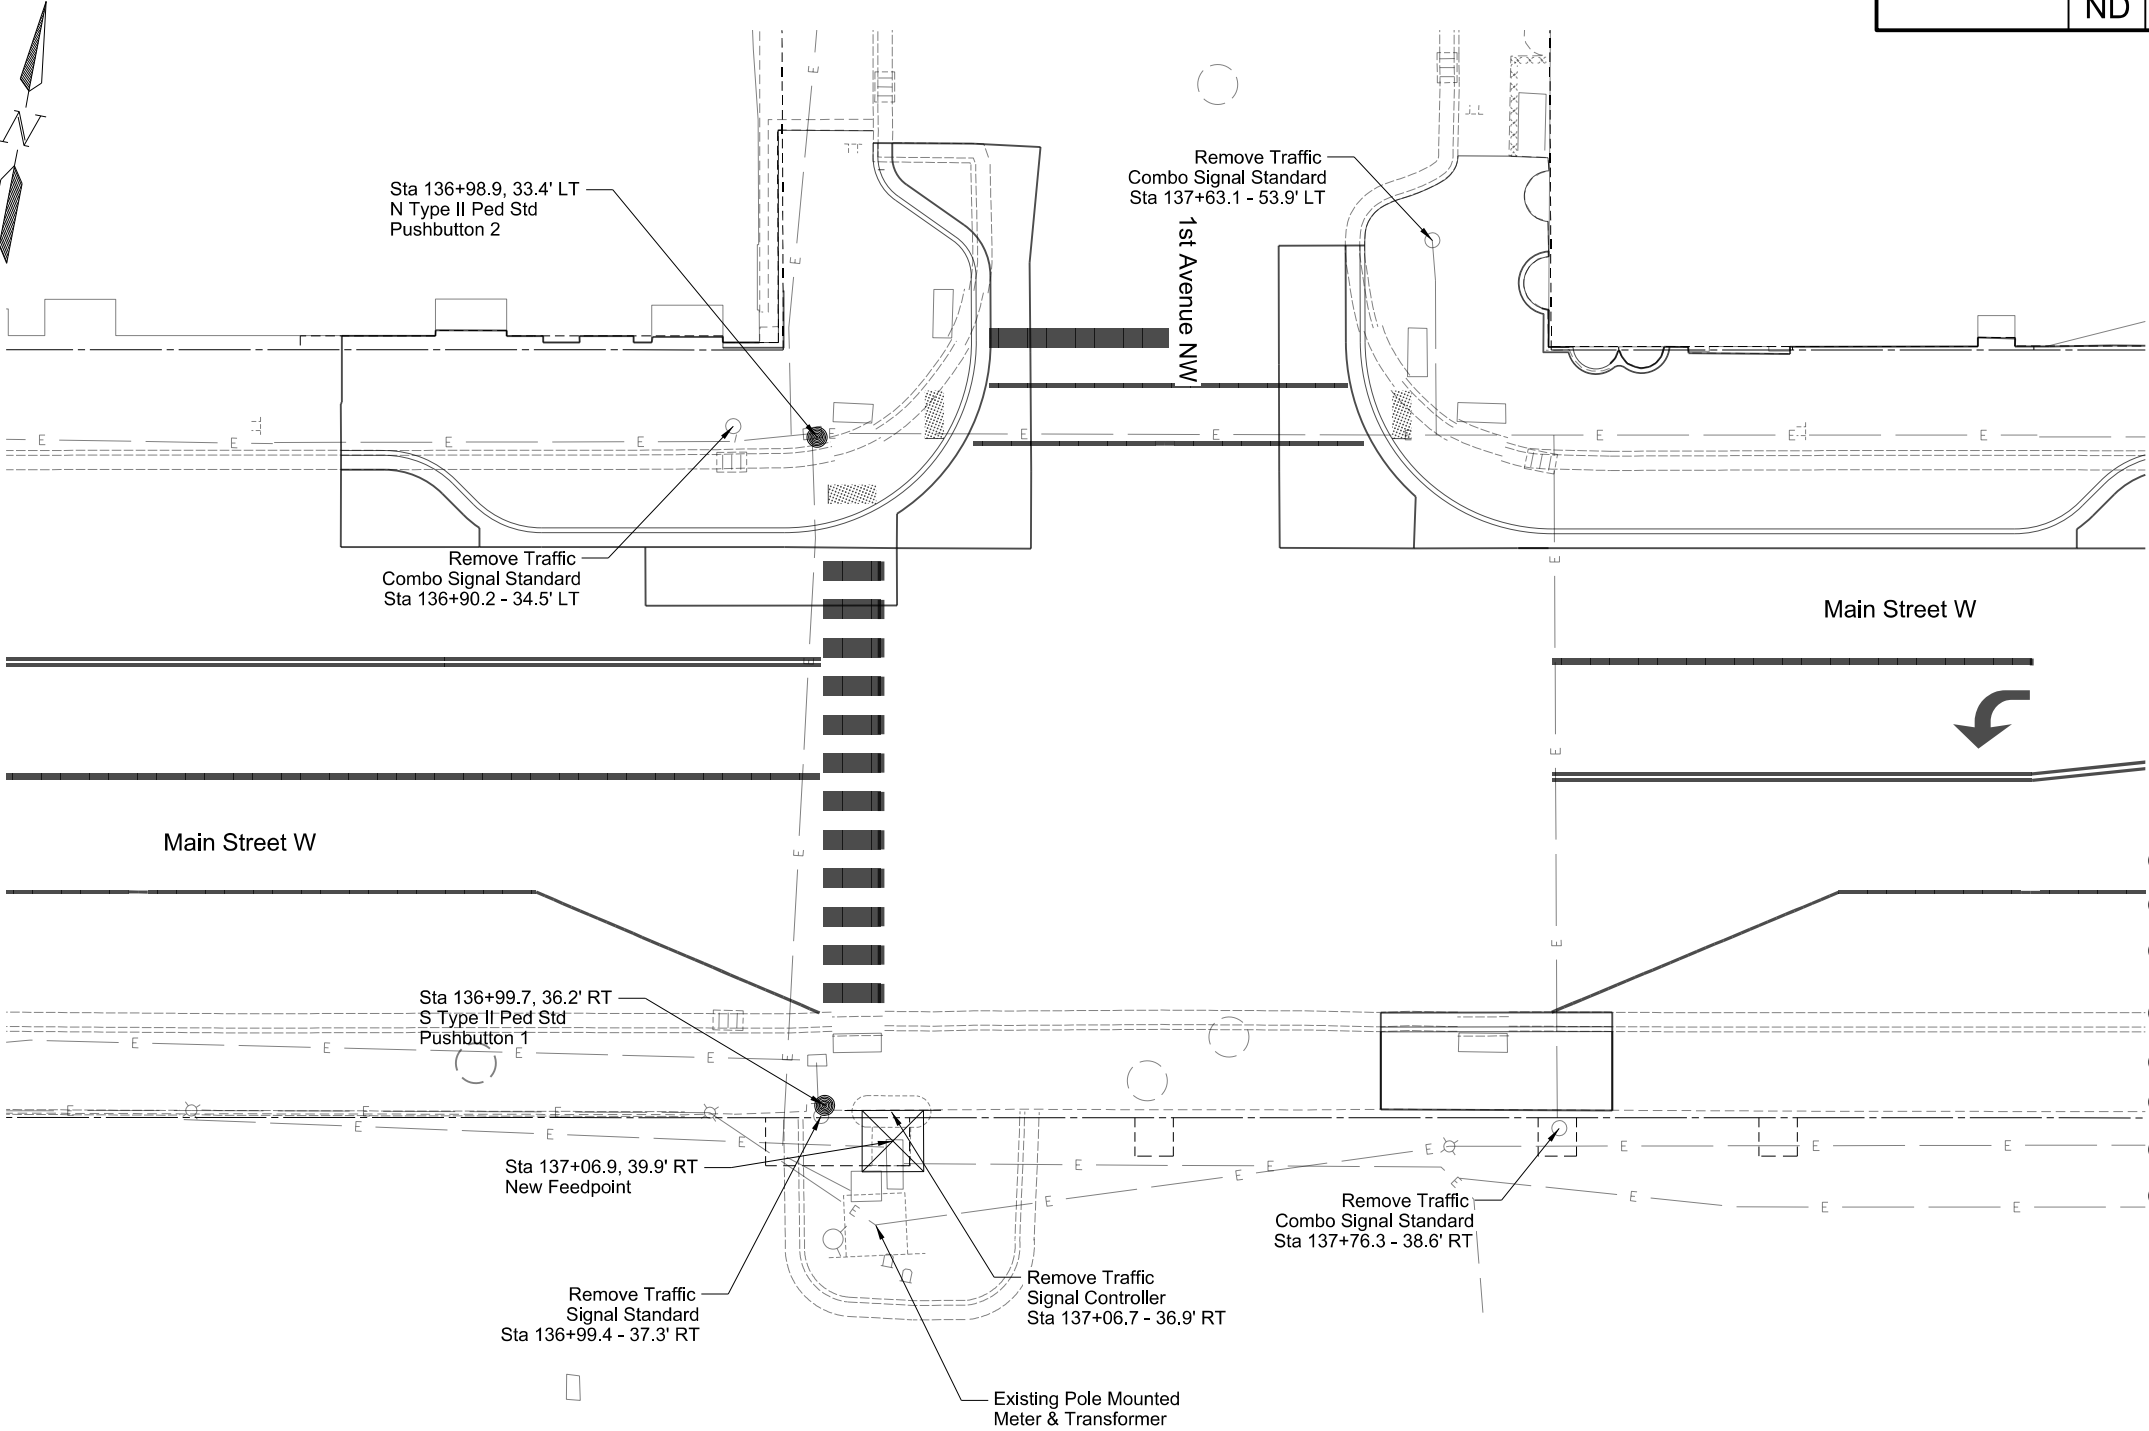 ND
N
Sta 136+98.9, 33.4' LT
N Type II Ped Std
Pushbutton 2
Remove Traffic
Combo Signal Standard
Sta 137+63.1 - 53.9' LT
1st Avenue NW
Remove Traffic
Combo Signal Standard
Sta 136+90.2 - 34.5' LT
Main Street W
Main Street W
Sta 136+99.7, 36.2' RT
S Type II Ped Std
Pushbutton 1
Sta 137+06.9, 39.9' RT
New Feedpoint
Remove Traffic
Combo Signal Standard
Sta 137+76.3 - 38.6' RT
Remove Traffic
Signal Standard
Sta 136+99.4 - 37.3' RT
Remove Traffic
Signal Controller
Sta 137+06.7 - 36.9' RT
Existing Pole Mounted
Meter & Transformer
E E E E E E E E E E
E E E E E E E E
E E E E E E E E
E E E E E E E E
E E E E E E E E